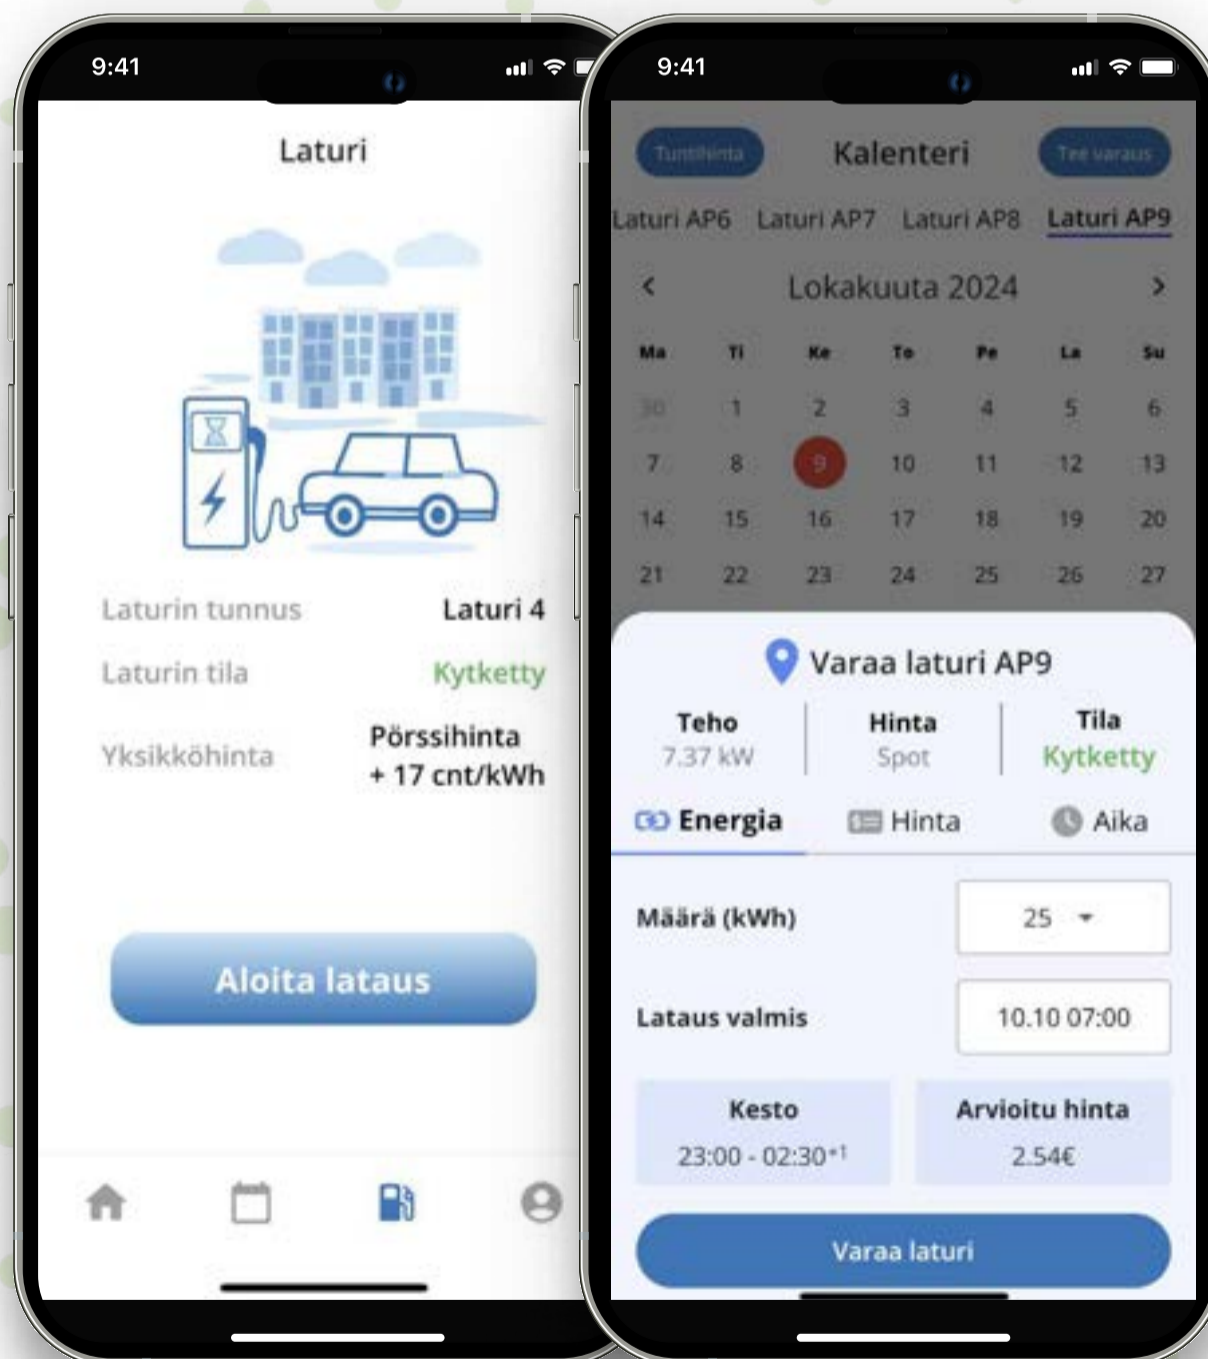 9:41
Laturi
Laturin tunnus Laturi 4
Laturin tila Kytketty
Yksikköhinta Pörssihinta
+ 17 cnt/kWh
Aloita lataus
9:41
Tuntihinta Kalenteri Tee varaus
Laturi AP6 Laturi AP7 Laturi AP8 Laturi AP9
Lokakuuta 2024
Ma Ti Ke To Pe La Su
30 1 2 3 4 5 6
7 8 9 10 11 12 13
14 15 16 17 18 19 20
21 22 23 24 25 26 27
Varaa laturi AP9
Teho Hinta Tila
7.37 kW Spot Kytketty
Energia Hinta Aika
Määrä (kWh) 25
Lataus valmis 10.10 07:00
Kesto Arvioitu hinta
23:00 - 02:30+1 2.54€
Varaa laturi